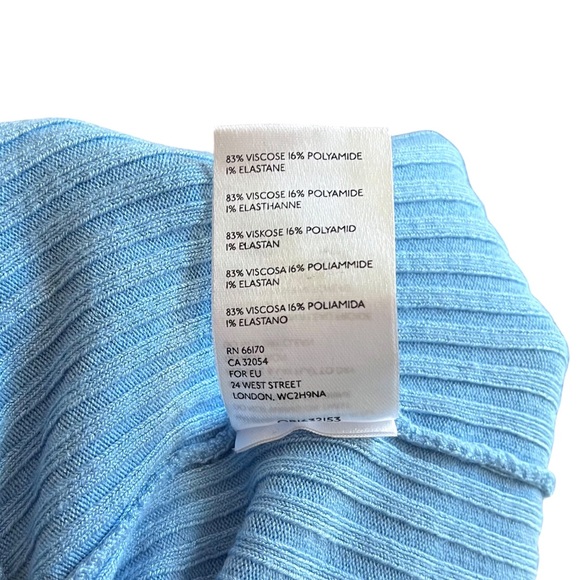 83% VISCOSE 16% POLYAMIDE
1% ELASTANE
83% VISCOSE 16% POLYAMIDE
1% ELASTHANNE
83% VISKOSE 16% POLYAMID
1% ELASTAN
83% VISCOSA 16% POLIAMMIDE
1% ELASTAN
83% VISCOSA 16% POLIAMIDA
1% ELASTANO
RN 66170
CA 32054
FOR EU
24 WEST STREET
LONDON, WC2H9NA